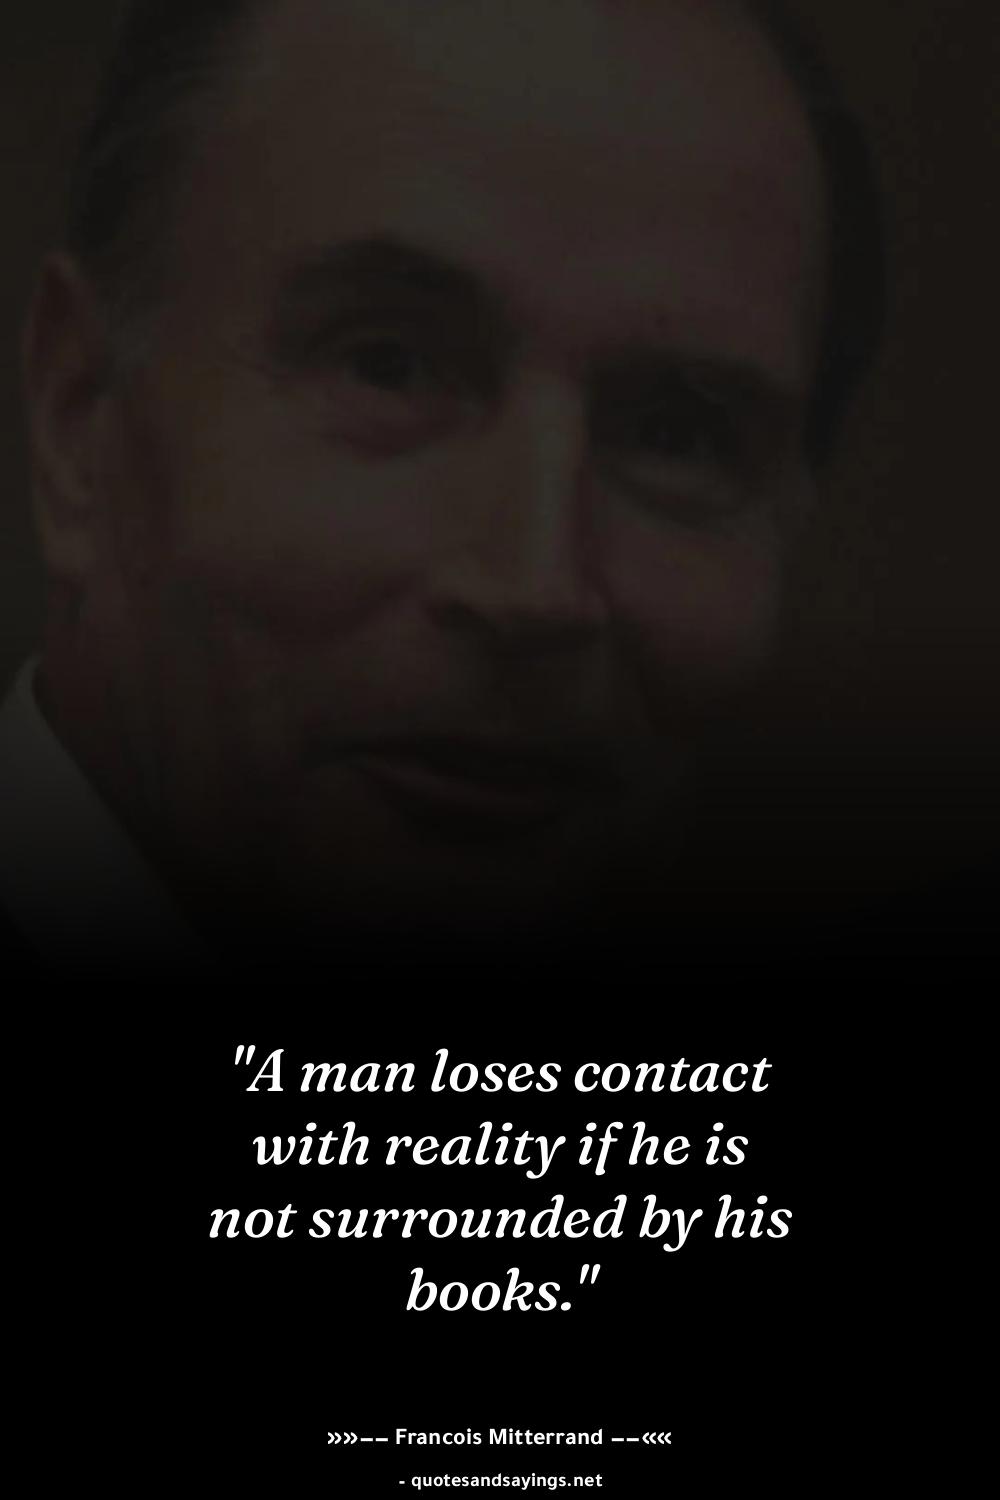 "A man loses contact
with reality if he is
not surrounded by his
books."
»»−− Francois Mitterrand −−««
- quotesandsayings.net